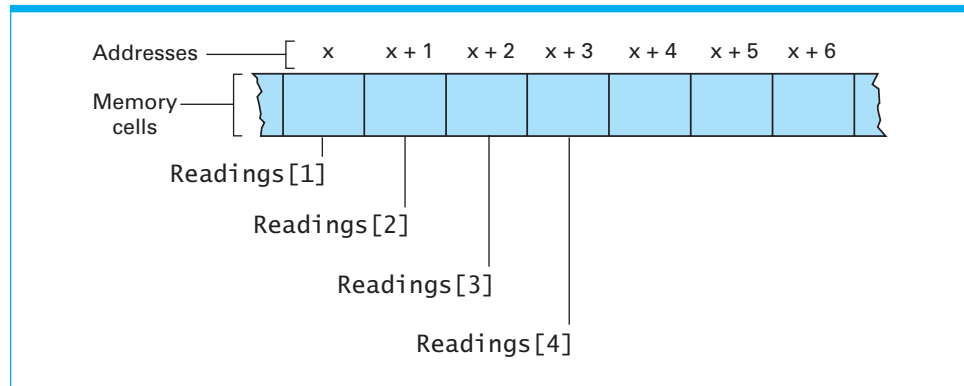 Addresses x x + 1 x + 2 x + 3 x + 4 x + 5 x + 6
Memory
cells
Readings[1]
Readings[2]
Readings[3]
Readings[4]